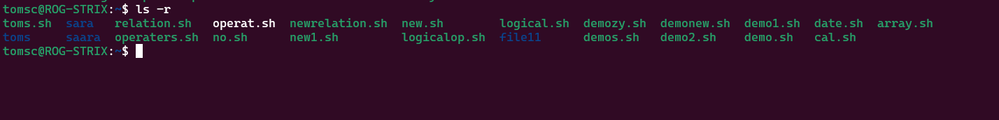 tomsc@ROG-STRIX:~$ ls -r
toms.sh sara relation.sh operat.sh newrelation.sh new.sh logical.sh demozy.sh demonew.sh demo1.sh date.sh array.sh
toms saara operaters.sh no.sh new1.sh logicalop.sh file11 demos.sh demo2.sh demo.sh cal.sh
tomsc@ROG-STRIX:~$